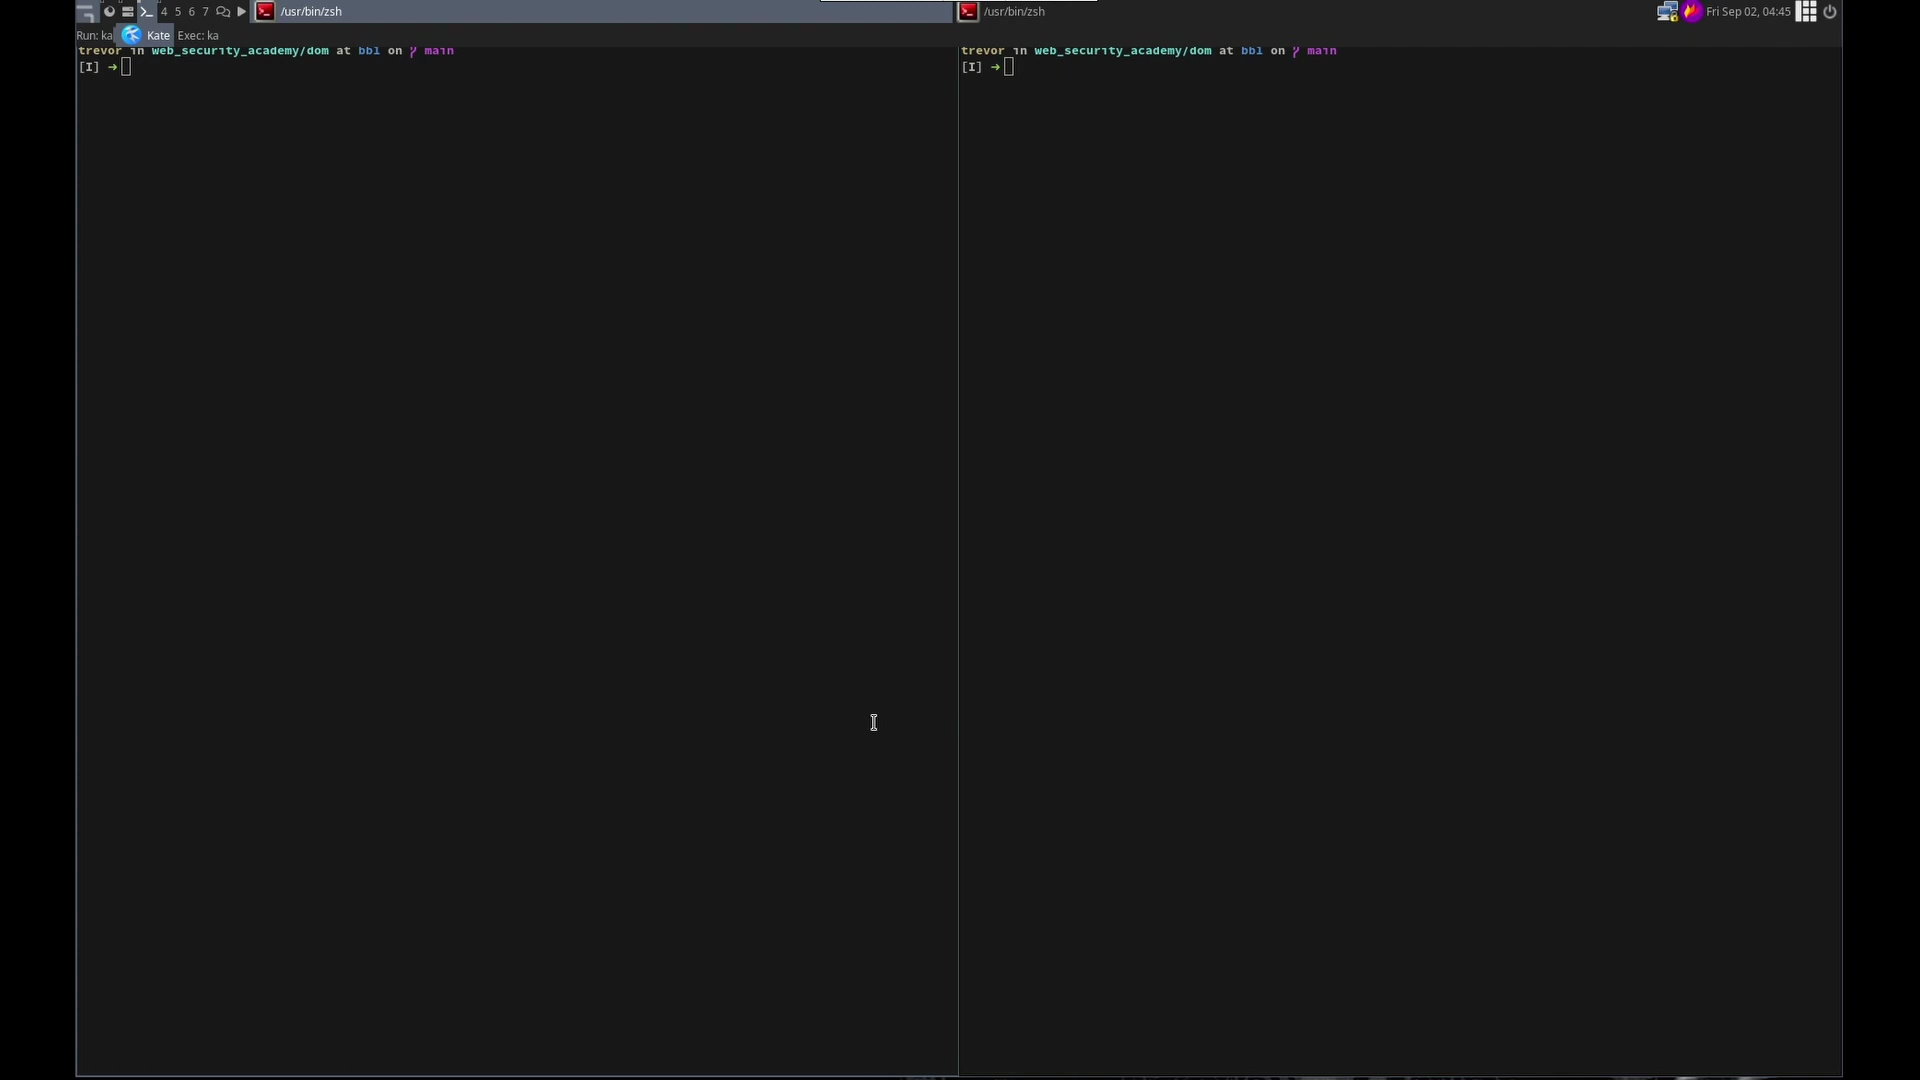 4 5 6 7 /usr/bin/zsh /usr/bin/zsh Fri Sep 02, 04:45
Run: ka Kate Exec: ka
trevor in web_security_academy/dom at bbl on main
[I] ➜
trevor in web_security_academy/dom at bbl on main
[I] ➜